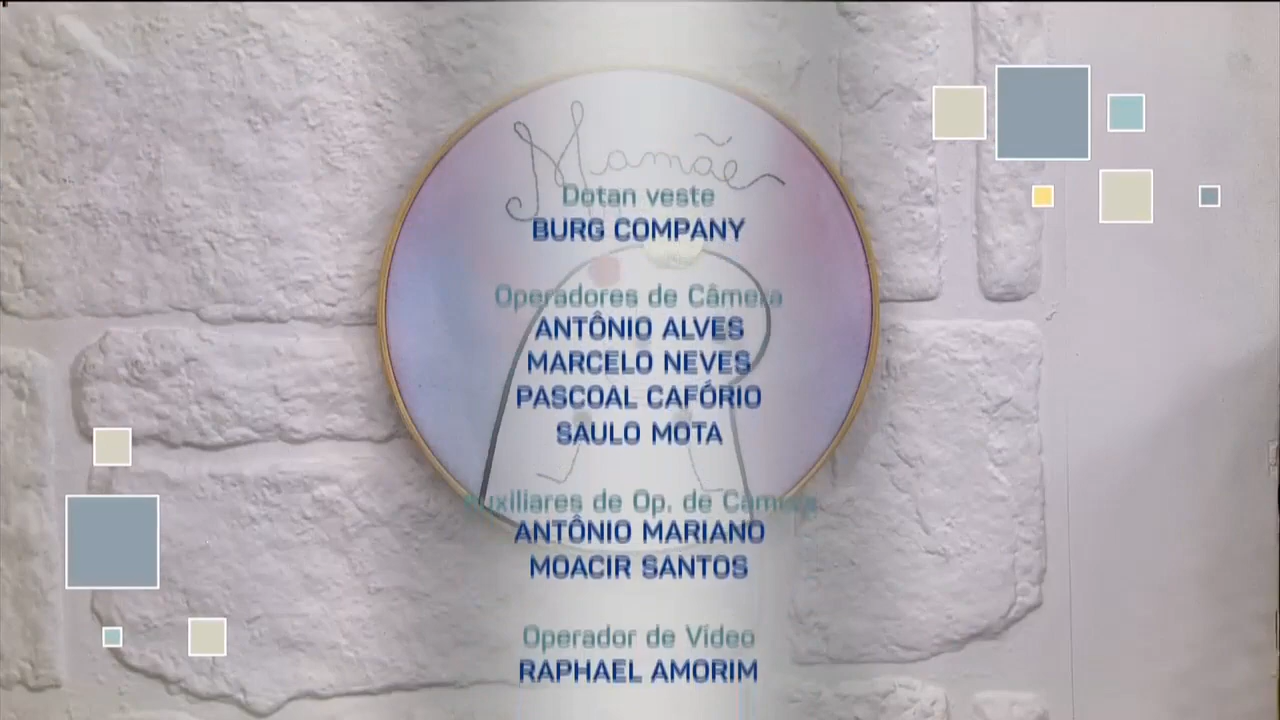 Mamãe
Dotan veste
BURG COMPANY
Operadores de Câmera
ANTÔNIO ALVES
MARCELO NEVES
PASCOAL CAFÓRIO
SAULO MOTA
Auxiliares de Op. de Câmera
ANTÔNIO MARIANO
MOACIR SANTOS
Operador de Vídeo
RAPHAEL AMORIM